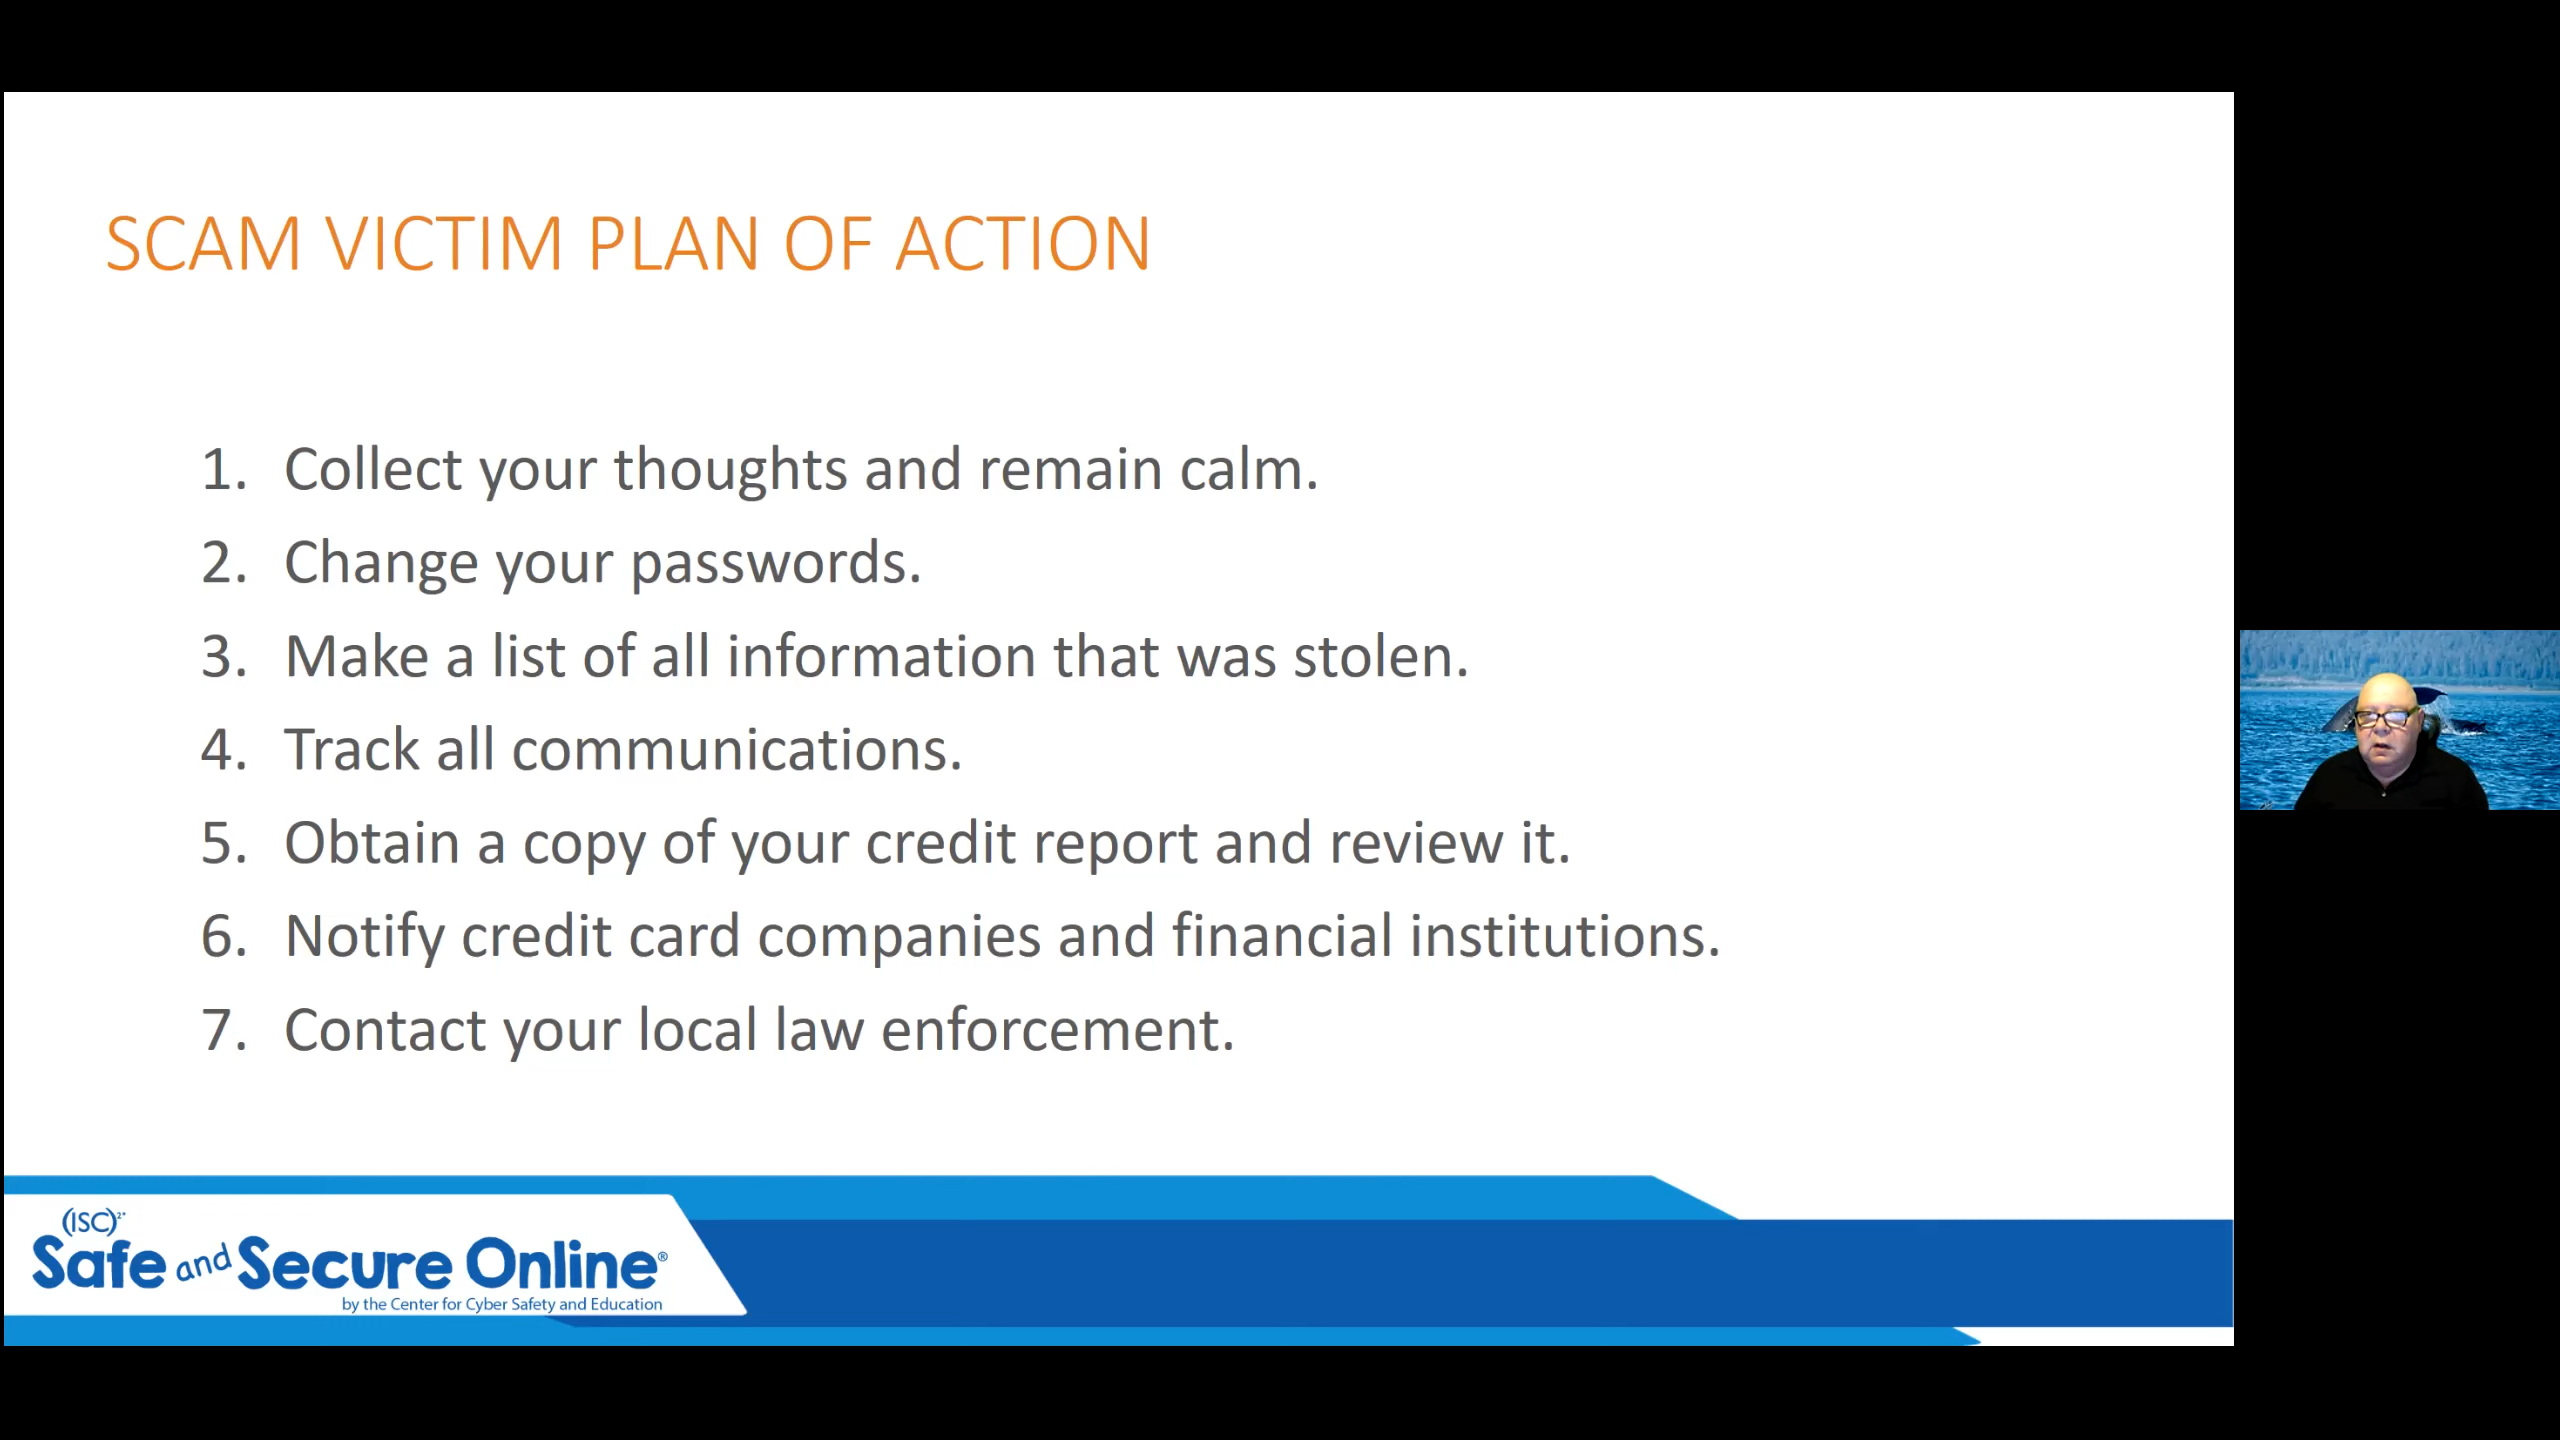 SCAM VICTIM PLAN OF ACTION
1. Collect your thoughts and remain calm.
2. Change your passwords.
3. Make a list of all information that was stolen.
4. Track all communications.
5. Obtain a copy of your credit report and review it.
6. Notify credit card companies and financial institutions.
7. Contact your local law enforcement.
(ISC)²®
Safe and Secure Online®
by the Center for Cyber Safety and Education